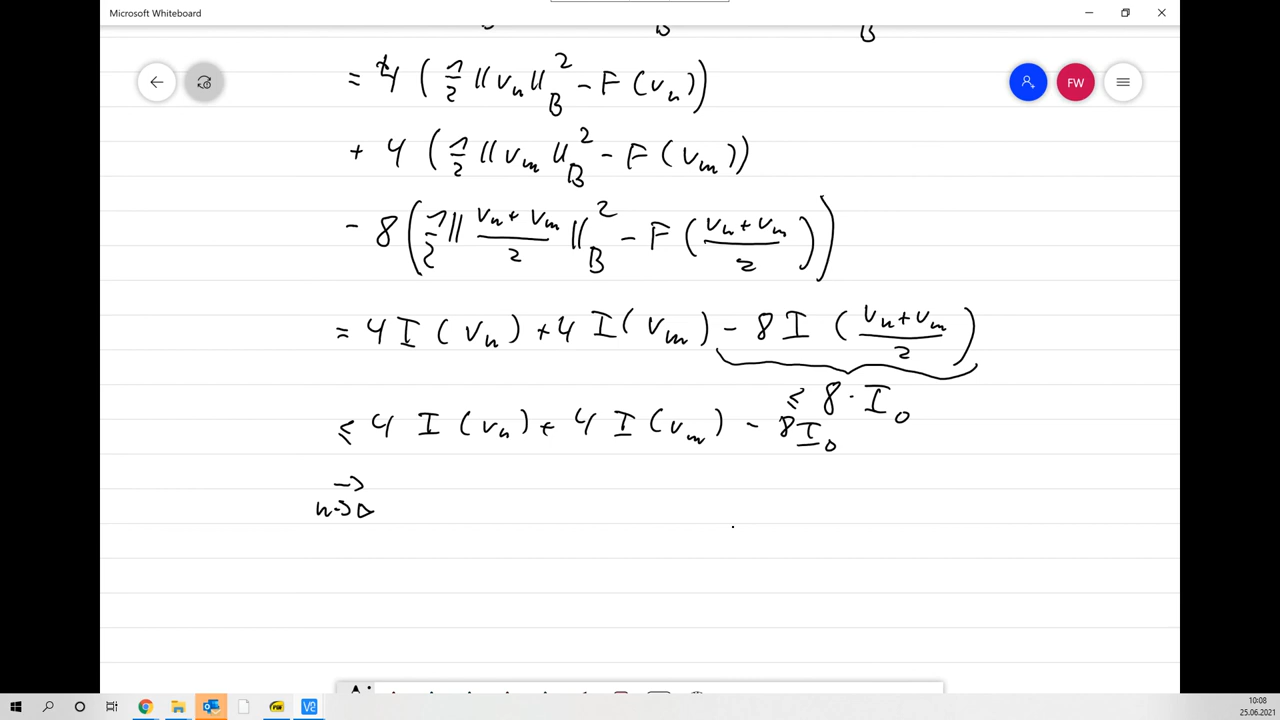 Microsoft Whiteboard
B B
FW
= 4 ( 1/2 ||v_n||_B^2 - F(v_n) )
+ 4 ( 1/2 ||v_m||_B^2 - F(v_m) )
- 8 ( 1/2 || (v_n + v_m)/2 ||_B^2 - F( (v_n + v_m)/2 ) )
= 4 I(v_n) + 4 I(v_m) - 8 I( (v_n + v_m)/2 )
≤ 8 · I_0
≤ 4 I(v_n) + 4 I(v_m) - 8 I_0
→
n→
10:08
25.06.2021